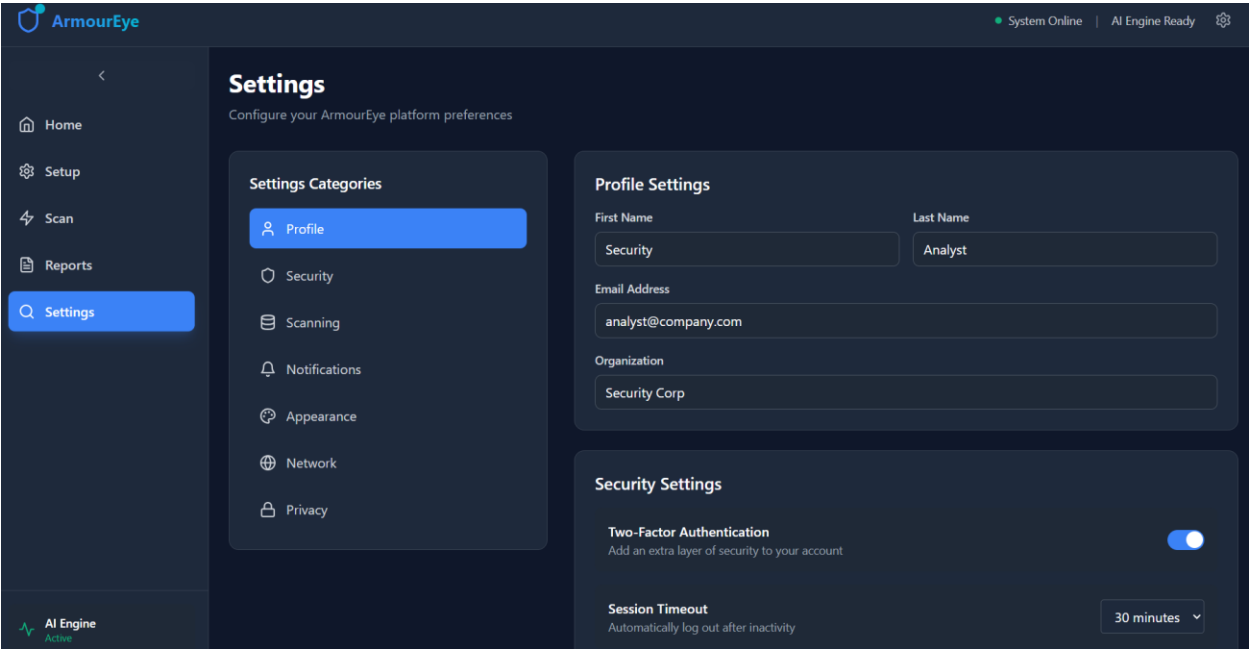 ArmourEye
System Online | AI Engine Ready
Home
Setup
Scan
Reports
Settings
AI Engine
Active
Settings
Configure your ArmourEye platform preferences
Settings Categories
Profile
Security
Scanning
Notifications
Appearance
Network
Privacy
Profile Settings
First Name
Security
Last Name
Analyst
Email Address
analyst@company.com
Organization
Security Corp
Security Settings
Two-Factor Authentication
Add an extra layer of security to your account
Session Timeout
Automatically log out after inactivity
30 minutes